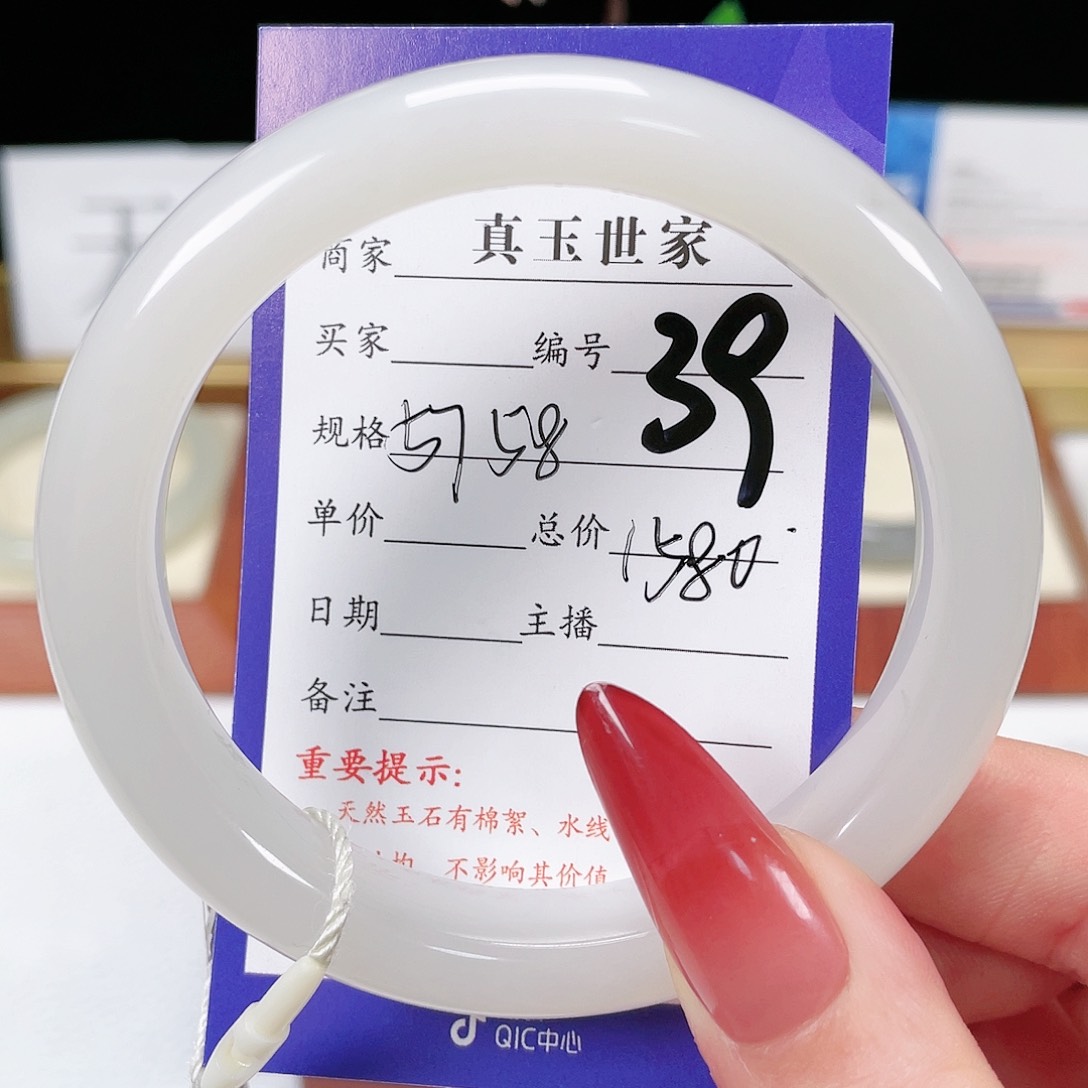 商家 真玉世家
买家 编号 39
规格 57 58
单价 总价 1580
日期 主播
备注
重要提示:
天然玉石有棉絮、水线
不影响其价值
QIC中心